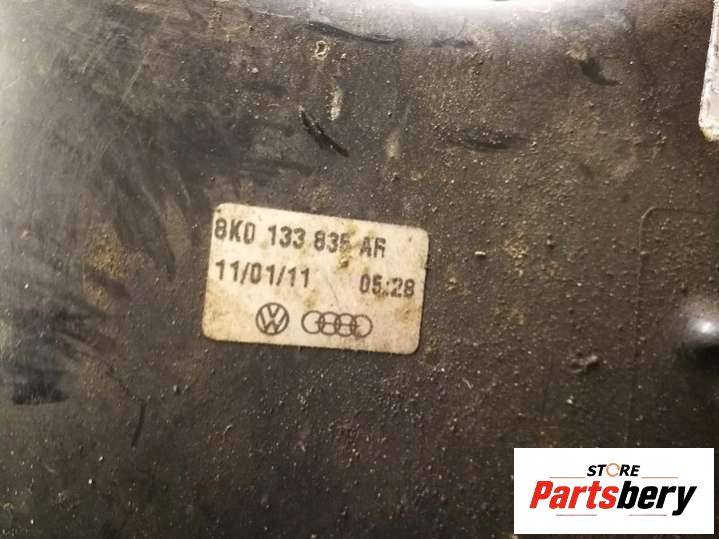 8K0 133 835 AR
11/01/11 05:28
STORE
Partsbery